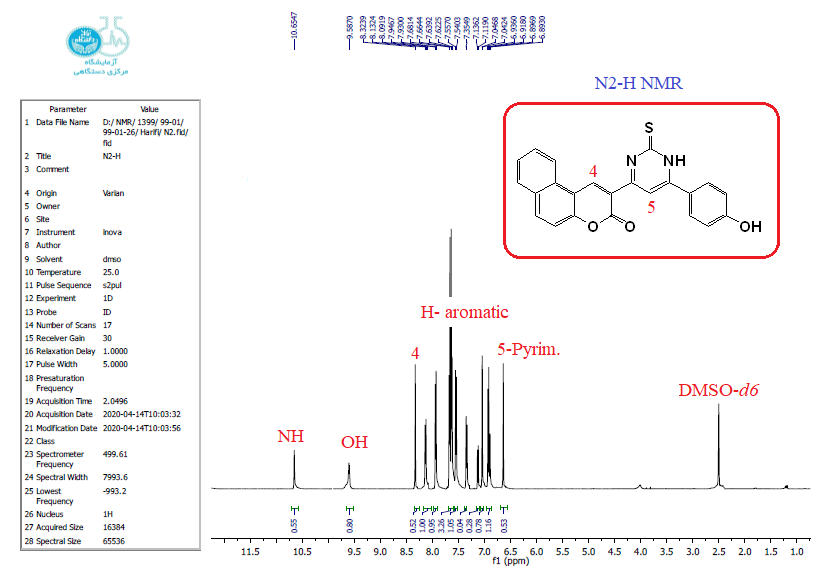 آزمایشگاه
مرکزی دستگاهی
10.6547
9.5870
8.3239
8.1324
8.0919
7.9467
7.9300
7.6814
7.6644
7.6392
7.6225
7.5570
7.5403
7.3549
7.1362
7.1190
7.0468
7.0424
6.9360
6.9180
6.8969
6.8930
N2-H NMR
S
N
NH
4
5
O
O
OH
Parameter Value
1 Data File Name D:/ NMR/ 1399/ 99-01/
99-01-26/ Harifi/ N2.fid/
fid
2 Title N2-H
3 Comment
4 Origin Varian
5 Owner
6 Site
7 Instrument inova
8 Author
9 Solvent dmso
10 Temperature 25.0
11 Pulse Sequence s2pul
12 Experiment 1D
13 Probe ID
14 Number of Scans 17
15 Receiver Gain 30
16 Relaxation Delay 1.0000
17 Pulse Width 5.0000
18 Presaturation
Frequency
19 Acquisition Time 2.0496
20 Acquisition Date 2020-04-14T10:03:32
21 Modification Date 2020-04-14T10:03:56
22 Class
23 Spectrometer 499.61
Frequency
24 Spectral Width 7993.6
25 Lowest -993.2
Frequency
26 Nucleus 1H
27 Acquired Size 16384
28 Spectral Size 65536
H- aromatic
4
5-Pyrim.
DMSO-d6
NH
OH
0.55
0.80
0.52
1.00
0.95
3.26
1.05
0.04
0.28
0.78
1.16
0.53
11.5 10.5 9.5 9.0 8.5 8.0 7.5 7.0 6.5 6.0 5.5 5.0 4.5 4.0 3.5 3.0 2.5 2.0 1.5 1.0
f1 (ppm)